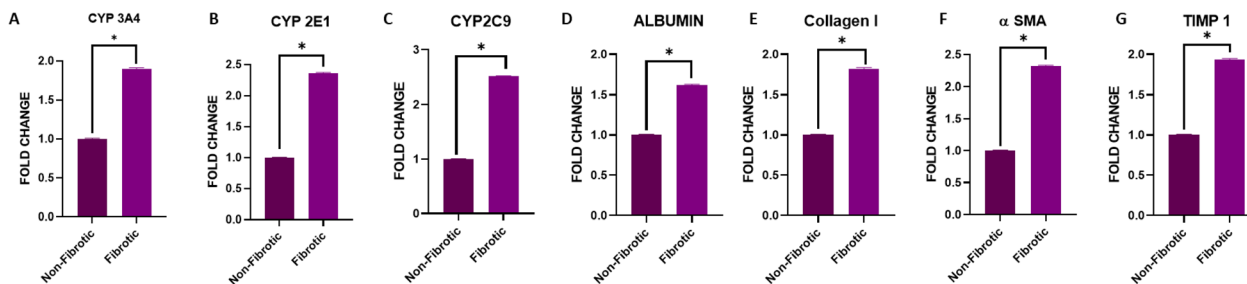 A
CYP 3A4
*
FOLD CHANGE
2.0
1.5
1.0
0.5
0.0
Non-Fibrotic
Fibrotic
B
CYP 2E1
*
FOLD CHANGE
2.5
2.0
1.5
1.0
0.5
0.0
Non-Fibrotic
Fibrotic
C
CYP2C9
*
FOLD CHANGE
3
2
1
0
Non-Fibrotic
Fibrotic
D
ALBUMIN
*
FOLD CHANGE
2.0
1.5
1.0
0.5
0.0
Non-Fibrotic
Fibrotic
E
Collagen I
*
FOLD CHANGE
2.0
1.5
1.0
0.5
0.0
Non-Fibrotic
Fibrotic
F
α SMA
*
FOLD CHANGE
2.5
2.0
1.5
1.0
0.5
0.0
Non-Fibrotic
Fibrotic
G
TIMP 1
*
FOLD CHANGE
2.0
1.5
1.0
0.5
0.0
Non-Fibrotic
Fibrotic